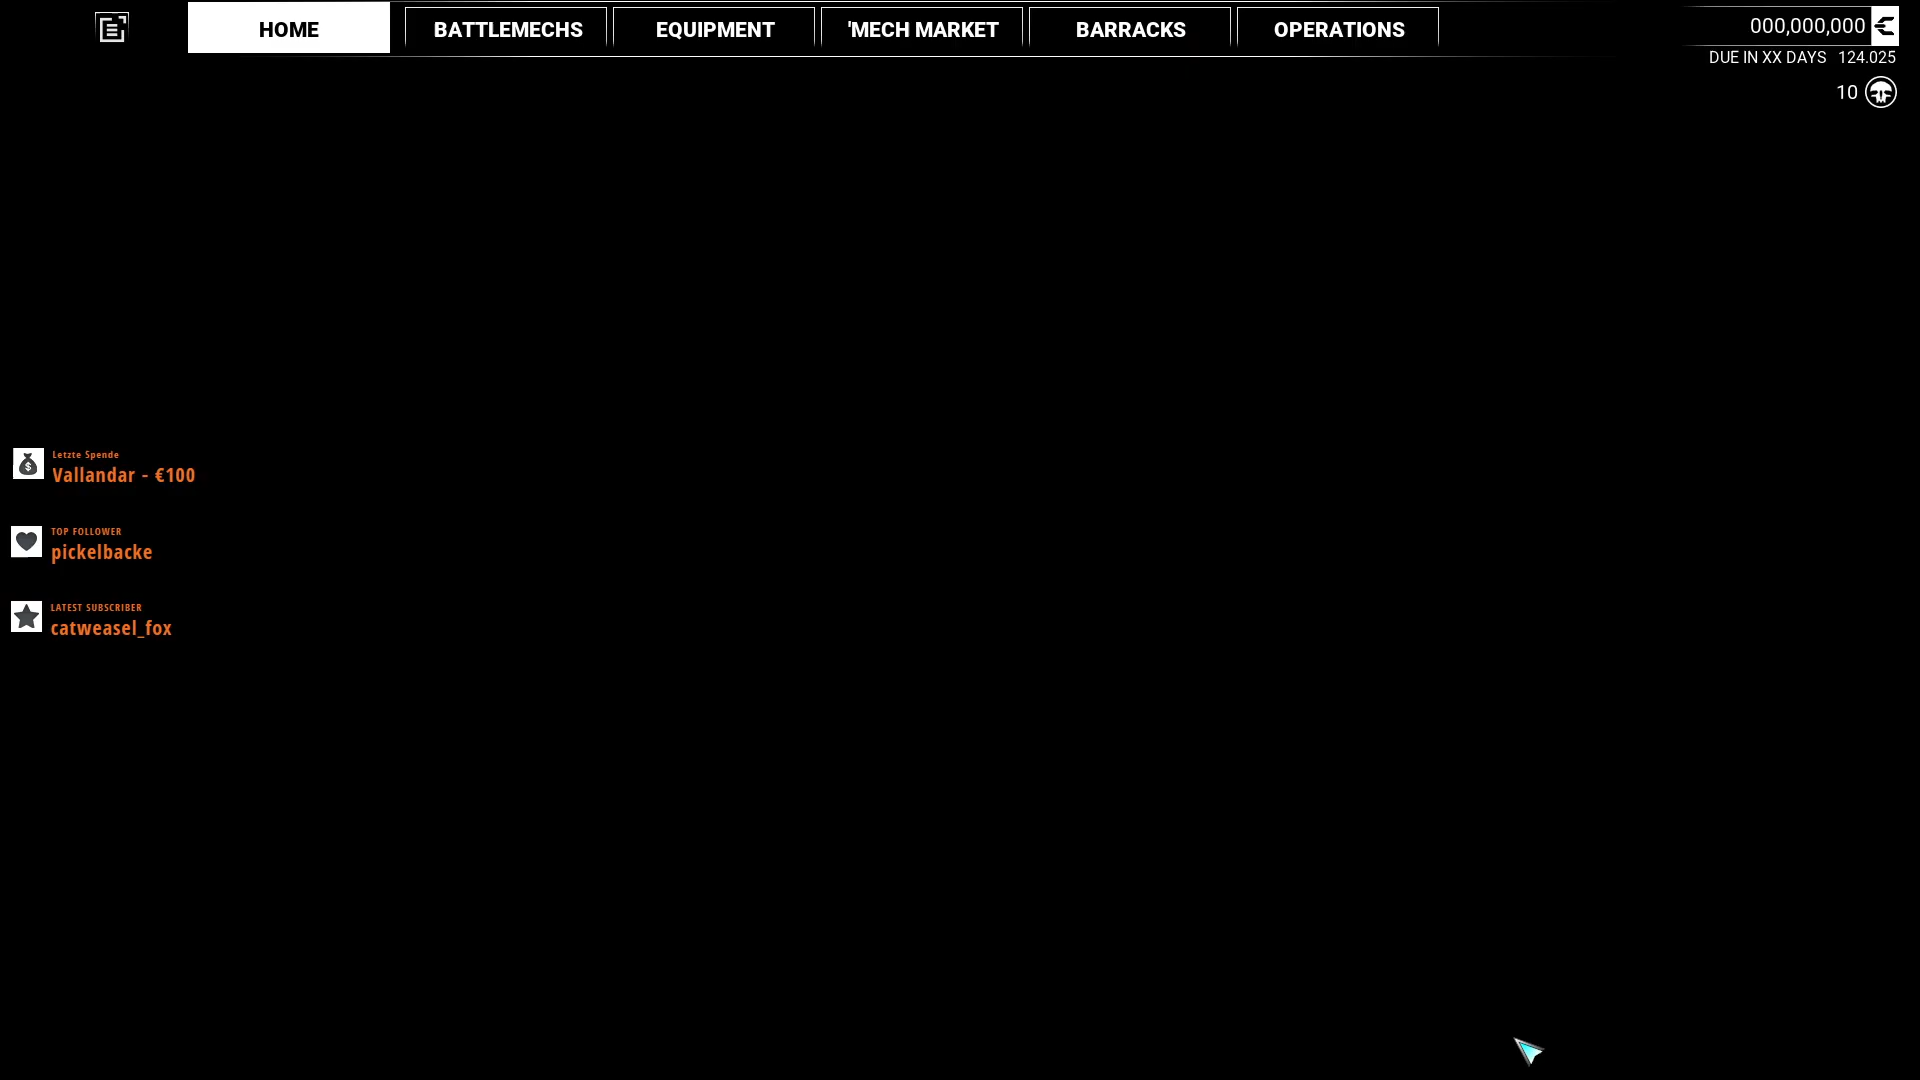 HOME
BATTLEMECHS
EQUIPMENT
'MECH MARKET
BARRACKS
OPERATIONS
000,000,000
DUE IN XX DAYS 124.025
10
Letzte Spende
Vallandar - €100
TOP FOLLOWER
pickelbacke
LATEST SUBSCRIBER
catweasel_fox